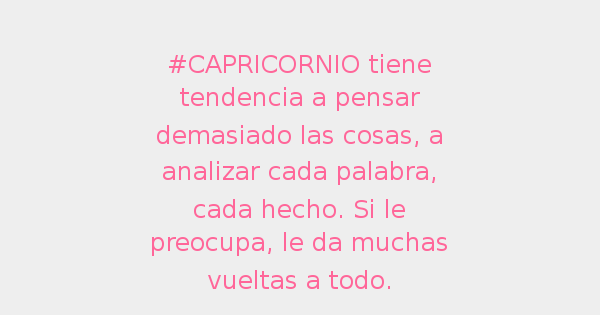 #CAPRICORNIO tiene
tendencia a pensar
demasiado las cosas, a
analizar cada palabra,
cada hecho. Si le
preocupa, le da muchas
vueltas a todo.